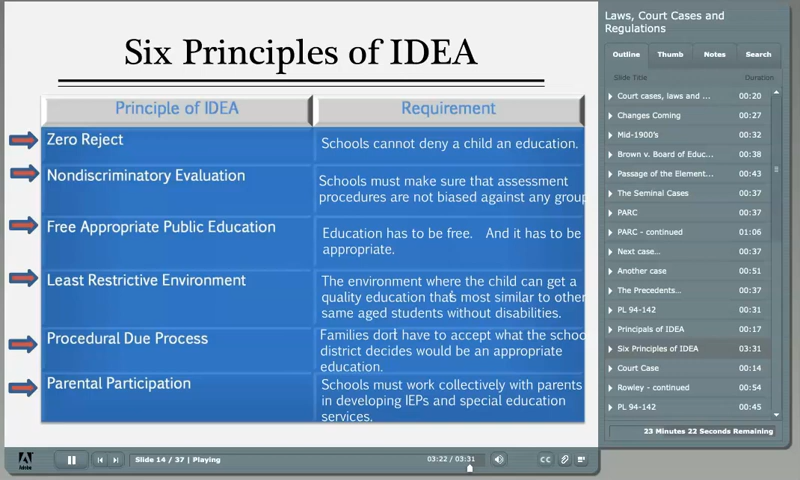 Six Principles of IDEA
Principle of IDEA
Requirement
Zero Reject
Schools cannot deny a child an education.
Nondiscriminatory Evaluation
Schools must make sure that assessment
procedures are not biased against any group
Free Appropriate Public Education
Education has to be free. And it has to be
appropriate.
Least Restrictive Environment
The environment where the child can get a
quality education that's most similar to other
same aged students without disabilities.
Procedural Due Process
Families don't have to accept what the schoo
district decides would be an appropriate
education.
Parental Participation
Schools must work collectively with parents
in developing IEPs and special education
services.
Adobe
Slide 14 / 37 | Playing
03:22 / 03:31
CC
Laws, Court Cases and
Regulations
Outline Thumb Notes Search
Slide Title Duration
Court cases, laws and ... 00:20
Changes Coming 00:27
Mid-1900's 00:32
Brown v. Board of Educ... 00:38
Passage of the Element... 00:43
The Seminal Cases 00:37
PARC 00:37
PARC - continued 01:06
Next case... 00:37
Another case 00:51
The Precedents... 00:37
PL 94-142 00:31
Principals of IDEA 00:17
Six Principles of IDEA 03:31
Court Case 00:14
Rowley - continued 00:54
PL 94-142 00:45
23 Minutes 22 Seconds Remaining